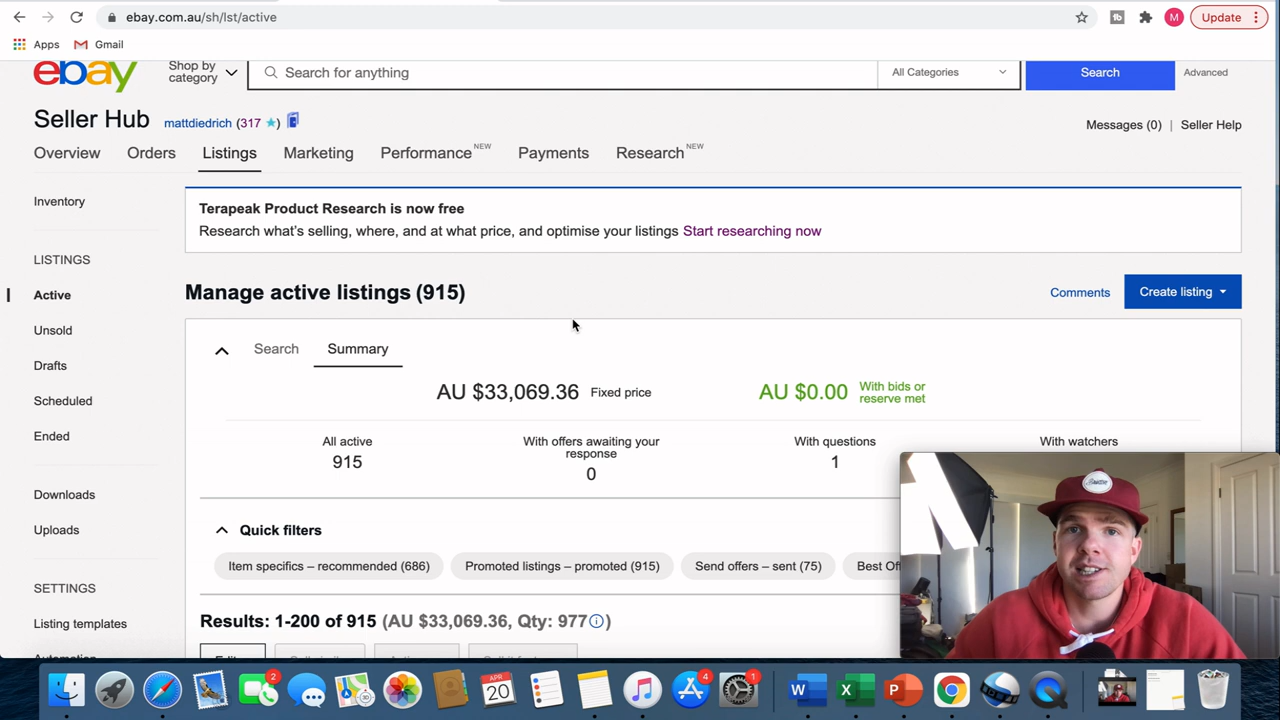 ebay.com.au/sh/lst/active
Update
Apps
Gmail
ebay
Shop by category
Search for anything
All Categories
Search
Advanced
Seller Hub
mattdiedrich (317)
Messages (0) | Seller Help
Overview
Orders
Listings
Marketing
Performance NEW
Payments
Research NEW
Inventory
LISTINGS
Active
Unsold
Drafts
Scheduled
Ended
Downloads
Uploads
SETTINGS
Listing templates
Automation
Terapeak Product Research is now free
Research what's selling, where, and at what price, and optimise your listings Start researching now
Manage active listings (915)
Comments
Create listing
Search
Summary
AU $33,069.36 Fixed price
AU $0.00 With bids or reserve met
All active
915
With offers awaiting your response
0
With questions
1
With watchers
Quick filters
Item specifics – recommended (686)
Promoted listings – promoted (915)
Send offers – sent (75)
Best Of
Results: 1-200 of 915 (AU $33,069.36, Qty: 977)
Edit
2
APR
20
4
1
M